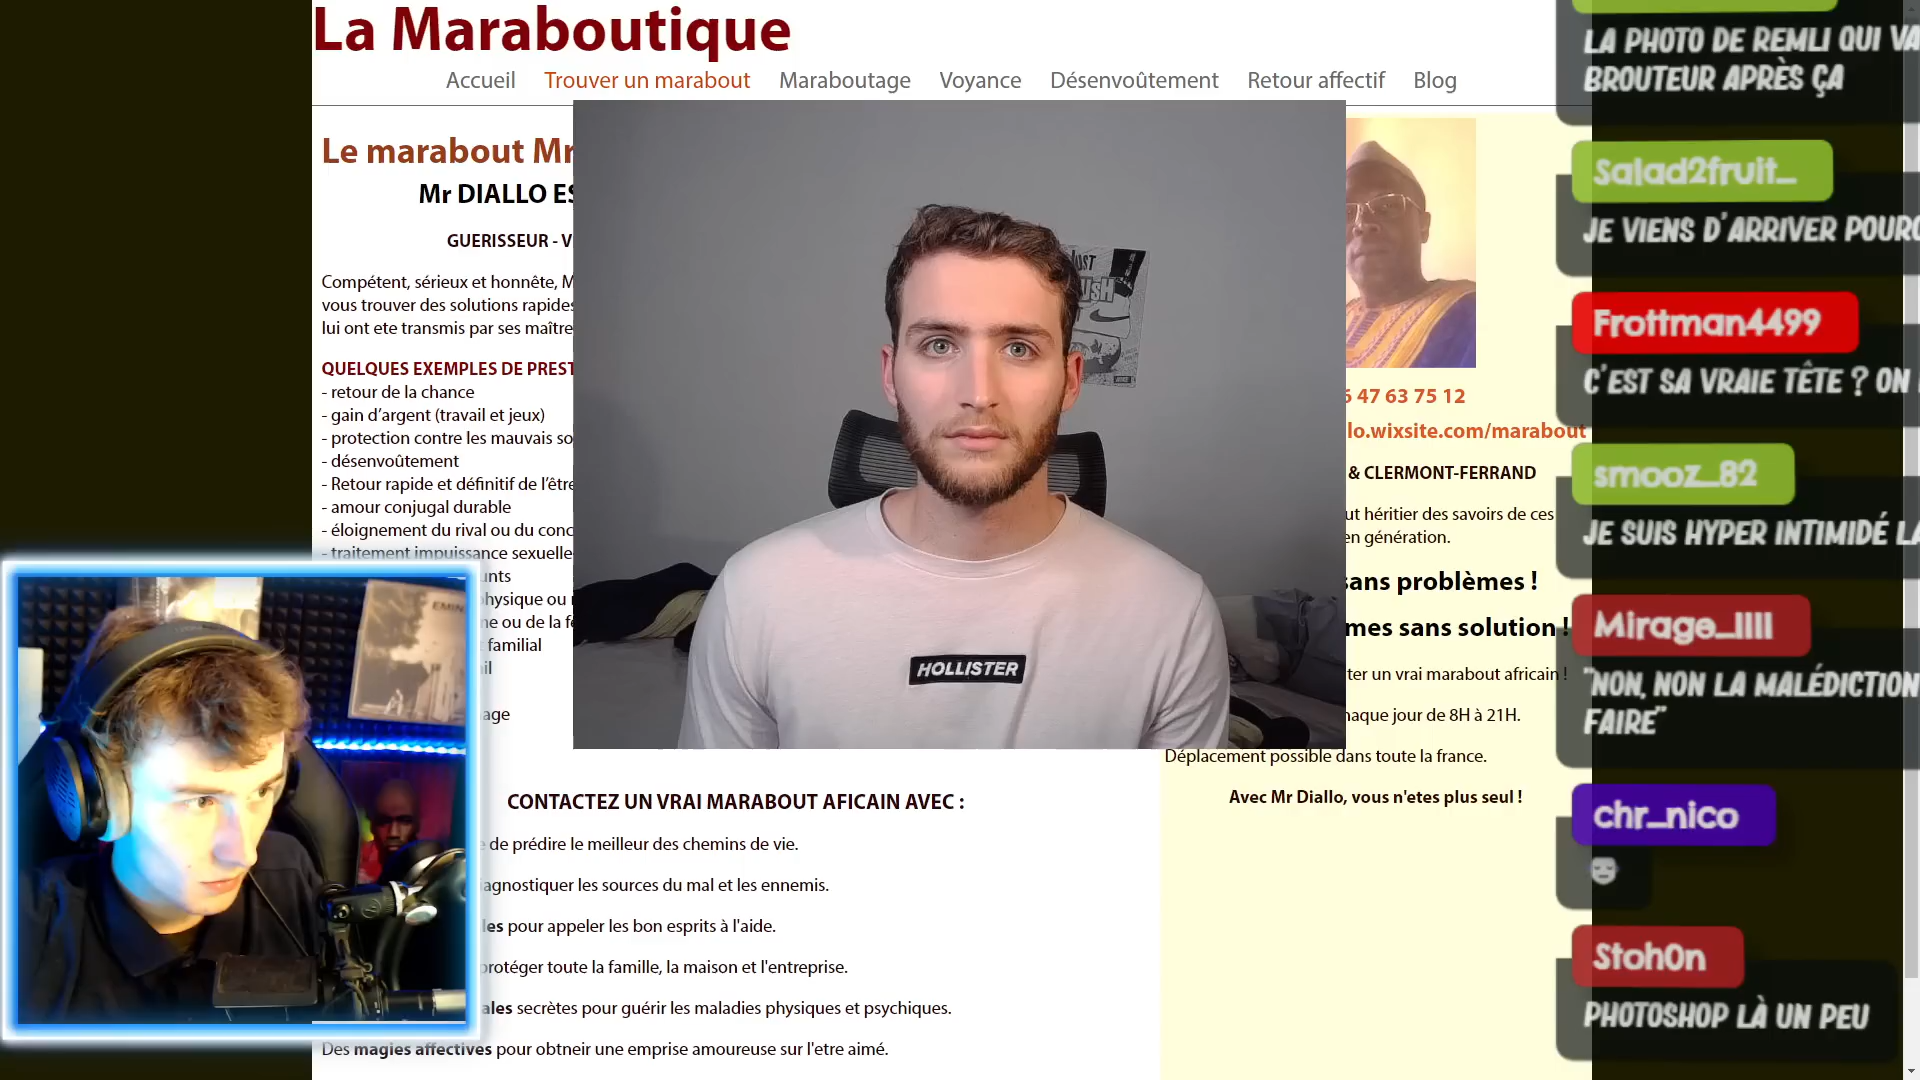 La Maraboutique
Accueil Trouver un marabout Maraboutage Voyance Désenvoûtement Retour affectif Blog
Le marabout Mr
Mr DIALLO ES
GUERISSEUR - V
Compétent, sérieux et honnête, M
vous trouver des solutions rapides
lui ont ete transmis par ses maître
QUELQUES EXEMPLES DE PREST
- retour de la chance
- gain d’argent (travail et jeux)
- protection contre les mauvais so
- désenvoûtement
- Retour rapide et définitif de l’être
- amour conjugal durable
- éloignement du rival ou du conc
- traitement impuissance sexuelle
unts
physique ou
ne ou de la fe
familial
ail
age
CONTACTEZ UN VRAI MARABOUT AFICAIN AVEC :
de prédire le meilleur des chemins de vie.
iagnostiquer les sources du mal et les ennemis.
les pour appeler les bon esprits à l'aide.
protéger toute la famille, la maison et l'entreprise.
ales secrètes pour guérir les maladies physiques et psychiques.
Des magies affectives pour obtneir une emprise amoureuse sur l'etre aimé.
HOLLISTER
EMIN
6 47 63 75 12
lo.wixsite.com/marabout
& CLERMONT-FERRAND
ut héritier des savoirs de ces
en génération.
sans problèmes !
mes sans solution !
ter un vrai marabout africain !
haque jour de 8H à 21H.
Déplacement possible dans toute la france.
Avec Mr Diallo, vous n'etes plus seul !
LA PHOTO DE REMLI QUI VA
BROUTEUR APRÈS ÇA
Salad2fruit_
JE VIENS D'ARRIVER POURQ
Frottman4499
C'EST SA VRAIE TÊTE ? ON
smooz_82
JE SUIS HYPER INTIMIDÉ LÀ
Mirage_IIII
"NON, NON LA MALÉDICTION
FAIRE"
chr_nico
Stoh0n
PHOTOSHOP LÀ UN PEU